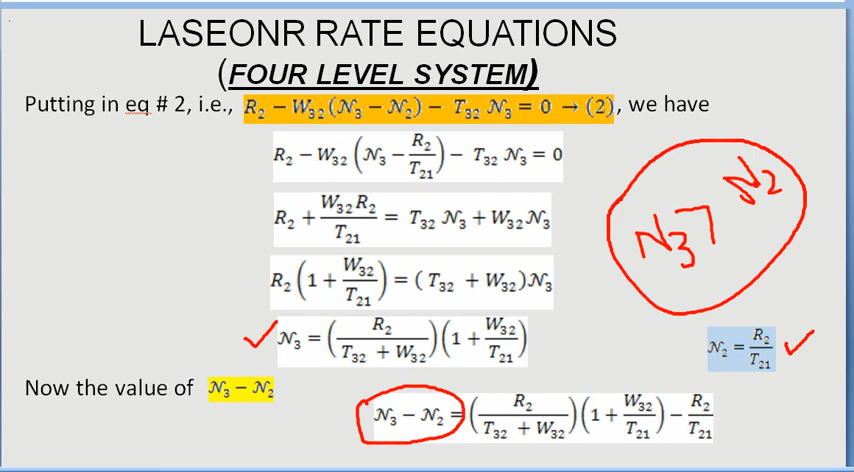 LASEONR RATE EQUATIONS
(FOUR LEVEL SYSTEM)
Putting in eq # 2, i.e., R₂ − W₃₂(𝒩₃ − 𝒩₂) − T₃₂ 𝒩₃ = 0 → (2), we have
R₂ − W₃₂ (𝒩₃ − R₂/T₂₁) − T₃₂ 𝒩₃ = 0
R₂ + W₃₂R₂/T₂₁ = T₃₂ 𝒩₃ + W₃₂𝒩₃
R₂ (1 + W₃₂/T₂₁) = (T₃₂ + W₃₂)𝒩₃
𝒩₃ = (R₂/(T₃₂ + W₃₂)) (1 + W₃₂/T₂₁)
N₃ > N₂
𝒩₂ = R₂/T₂₁
Now the value of 𝒩₃ − 𝒩₂
𝒩₃ − 𝒩₂ = (R₂/(T₃₂ + W₃₂)) (1 + W₃₂/T₂₁) − R₂/T₂₁